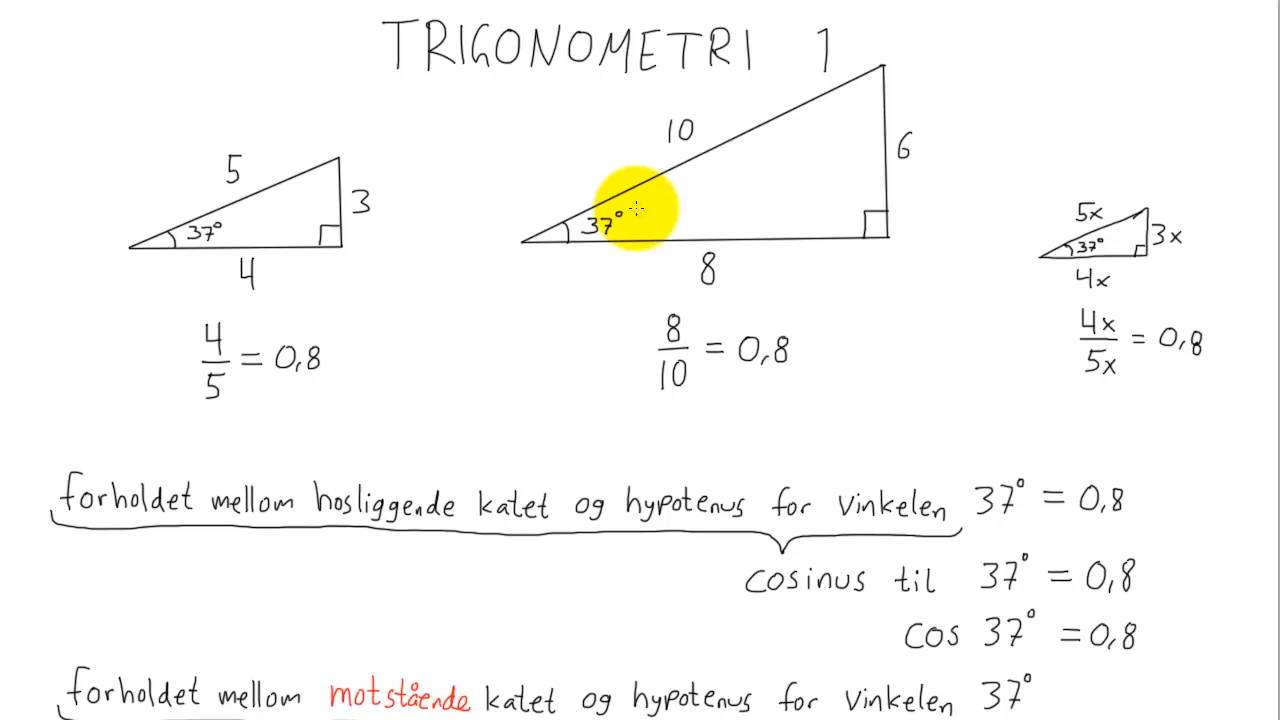 TRIGONOMETRI 1
5
3
37°
4
4/5 = 0,8
10
6
37°
8
8/10 = 0,8
5x
3x
37°
4x
4x/5x = 0,8
forholdet mellom hosliggende katet og hypotenus for vinkelen 37° = 0,8
cosinus til 37° = 0,8
cos 37° = 0,8
forholdet mellom motstående katet og hypotenus for vinkelen 37°